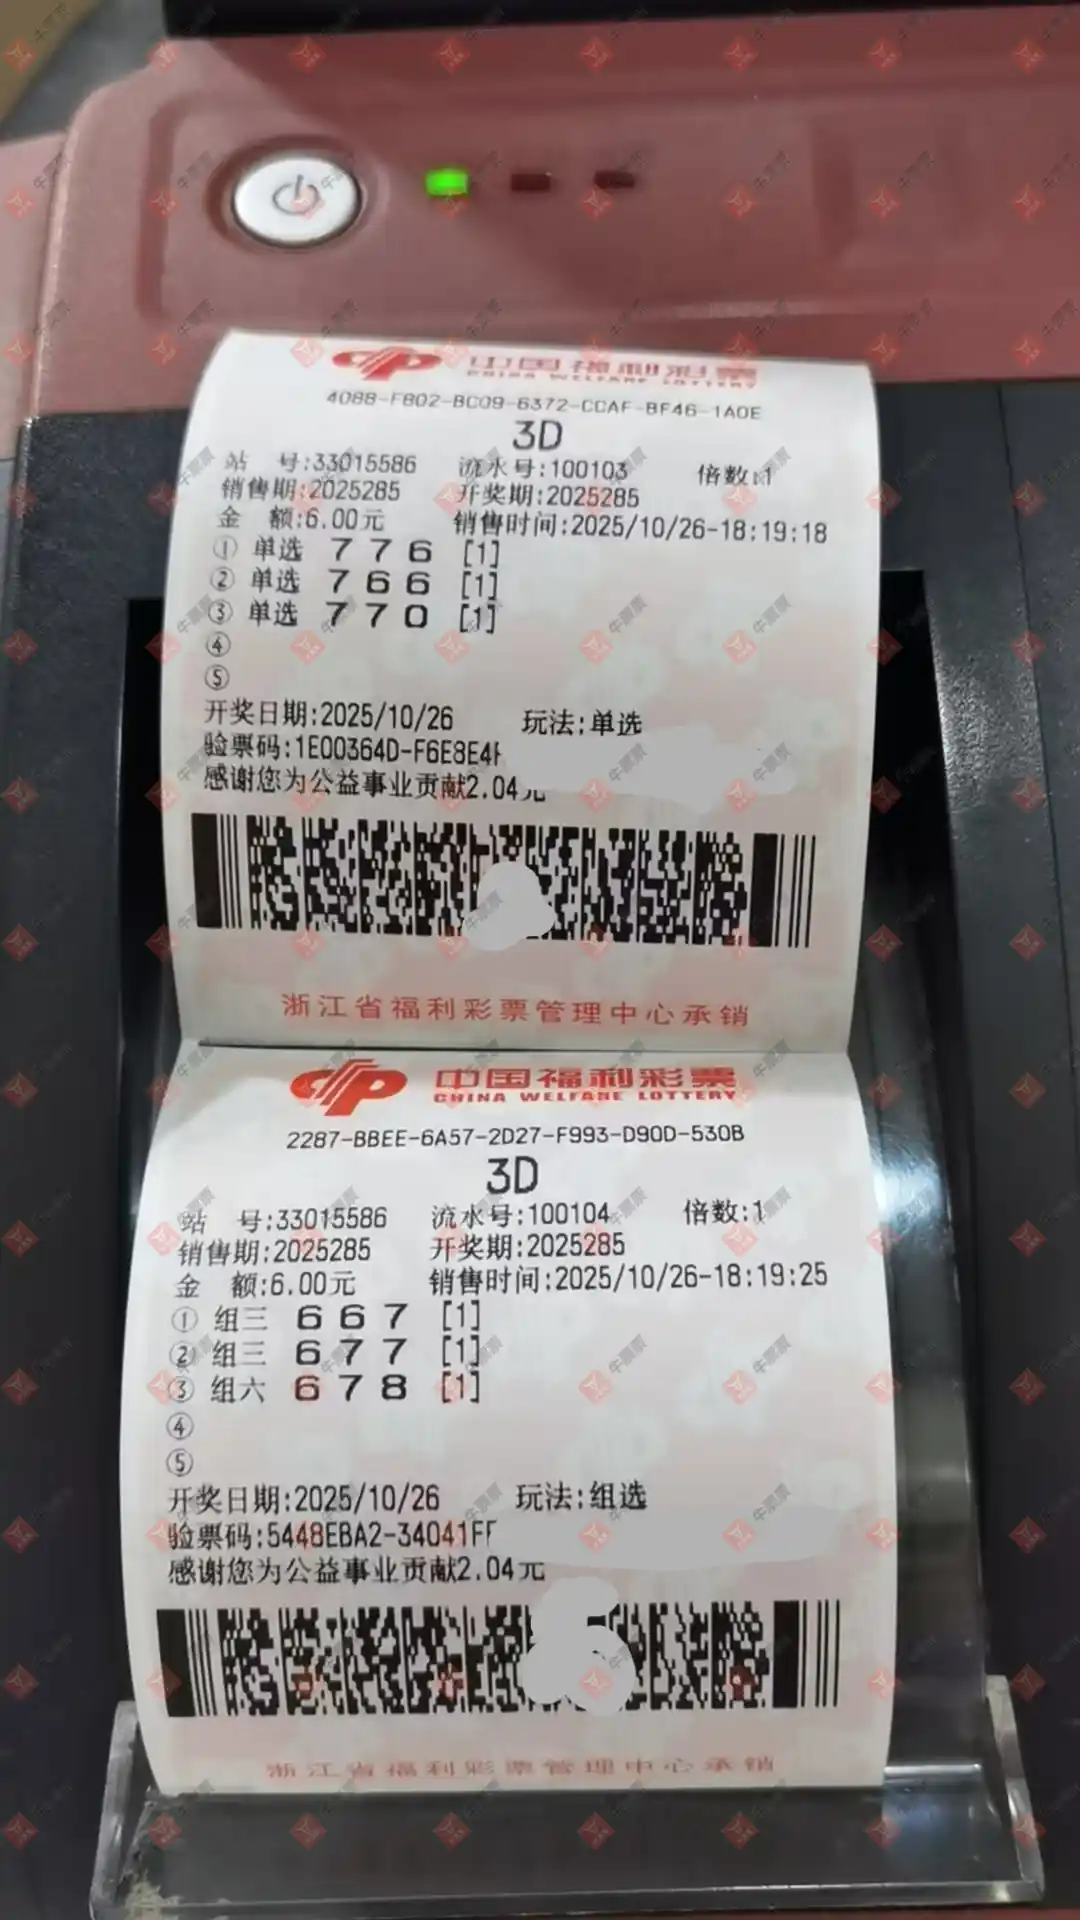 中国福利彩票
CHINA WELFARE LOTTERY
4088-FB02-BC09-6372-CCAF-BF46-1A0E
3D
站 号:33015586 流水号:100103 倍数:1
销售期:2025285 开奖期:2025285
金 额:6.00元 销售时间:2025/10/26-18:19:18
① 单选 7 7 6 [1]
② 单选 7 6 6 [1]
③ 单选 7 7 0 [1]
④
⑤
开奖日期:2025/10/26 玩法:单选
验票码:1E00364D-F6E8E4
感谢您为公益事业贡献2.04元
浙江省福利彩票管理中心承销
中国福利彩票
CHINA WELFARE LOTTERY
2287-BBEE-6A57-2D27-F993-D90D-530B
3D
站 号:33015586 流水号:100104 倍数:1
销售期:2025285 开奖期:2025285
金 额:6.00元 销售时间:2025/10/26-18:19:25
① 组三 6 6 7 [1]
② 组三 6 7 7 [1]
③ 组六 6 7 8 [1]
④
⑤
开奖日期:2025/10/26 玩法:组选
验票码:5448EBA2-34041F
感谢您为公益事业贡献2.04元
浙江省福利彩票管理中心承销